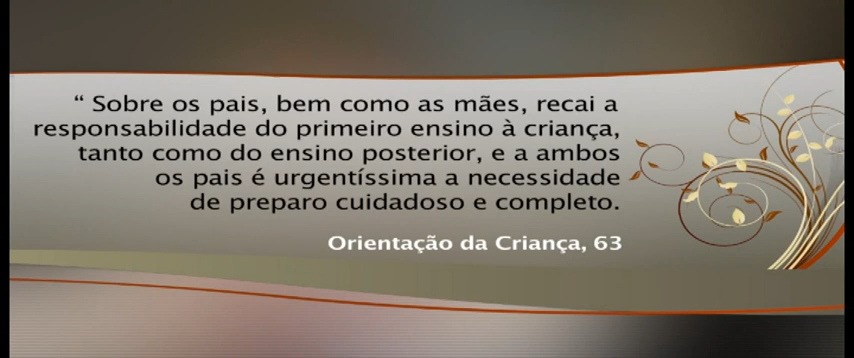 “ Sobre os pais, bem como as mães, recai a
responsabilidade do primeiro ensino à criança,
tanto como do ensino posterior, e a ambos
os pais é urgentíssima a necessidade
de preparo cuidadoso e completo.
Orientação da Criança, 63